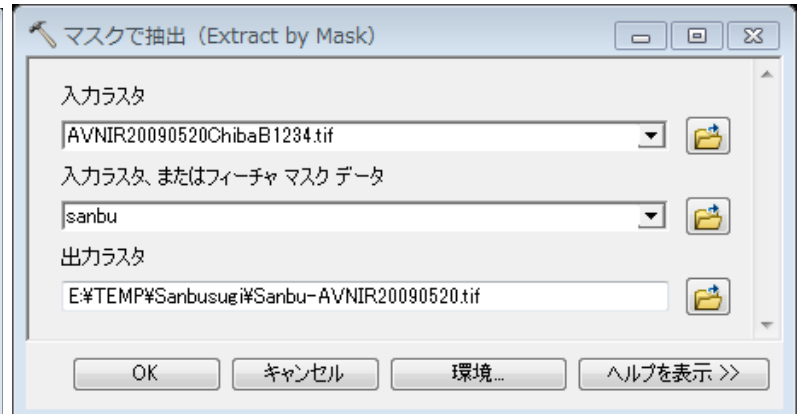 マスクで抽出 (Extract by Mask)
入力ラスタ
AVNIR20090520ChibaB1234.tif
入力ラスタ、またはフィーチャ マスク データ
sanbu
出力ラスタ
E:¥TEMP¥Sanbusugi¥Sanbu-AVNIR20090520.tif
OK キャンセル 環境... ヘルプを表示 >>